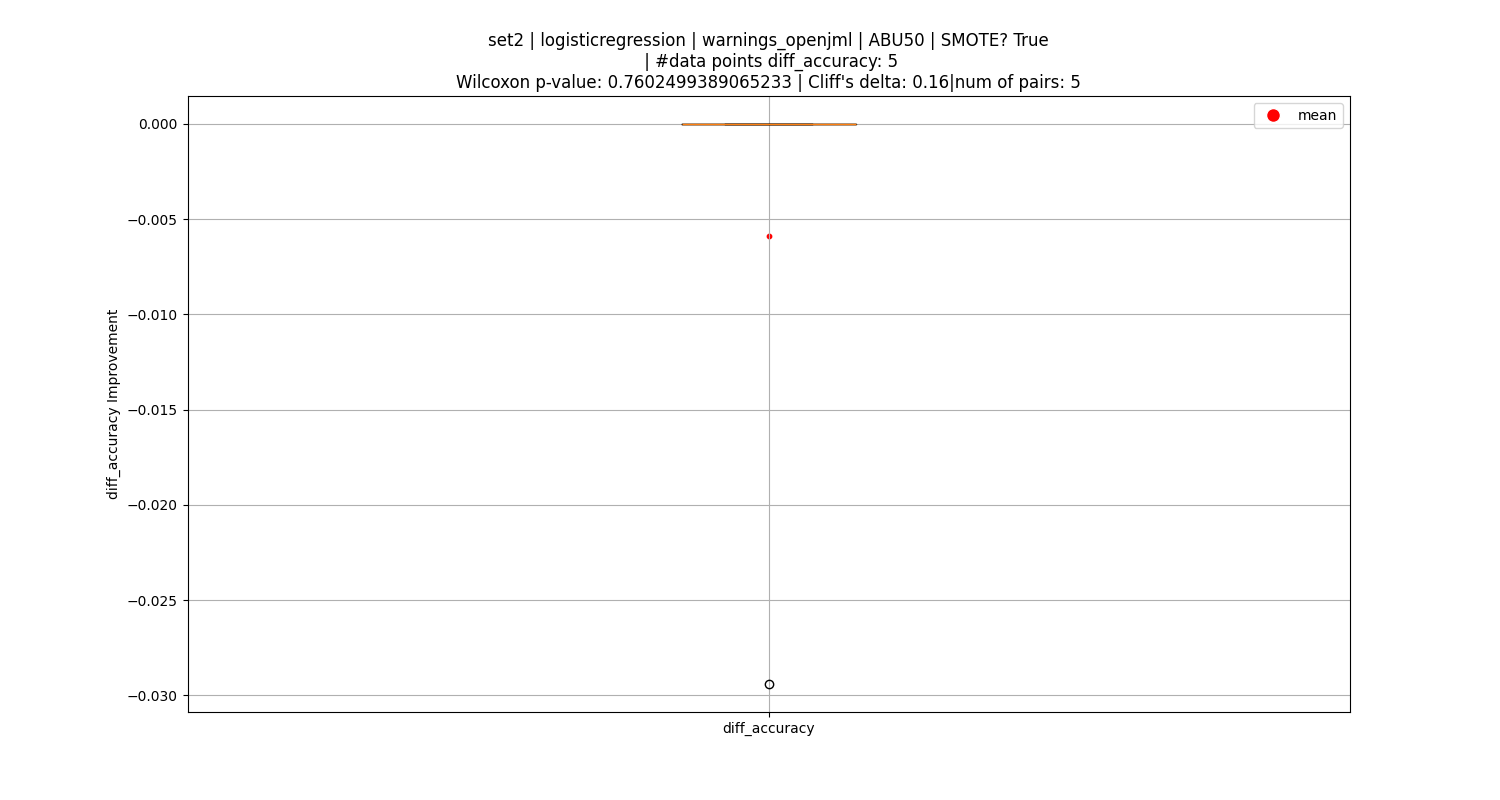 set2 | logisticregression | warnings_openjml | ABU50 | SMOTE? True
| #data points diff_accuracy: 5
Wilcoxon p-value: 0.7602499389065233 | Cliff's delta: 0.16|num of pairs: 5
mean
0.000
−0.005
−0.010
−0.015
−0.020
−0.025
−0.030
diff_accuracy Improvement
diff_accuracy